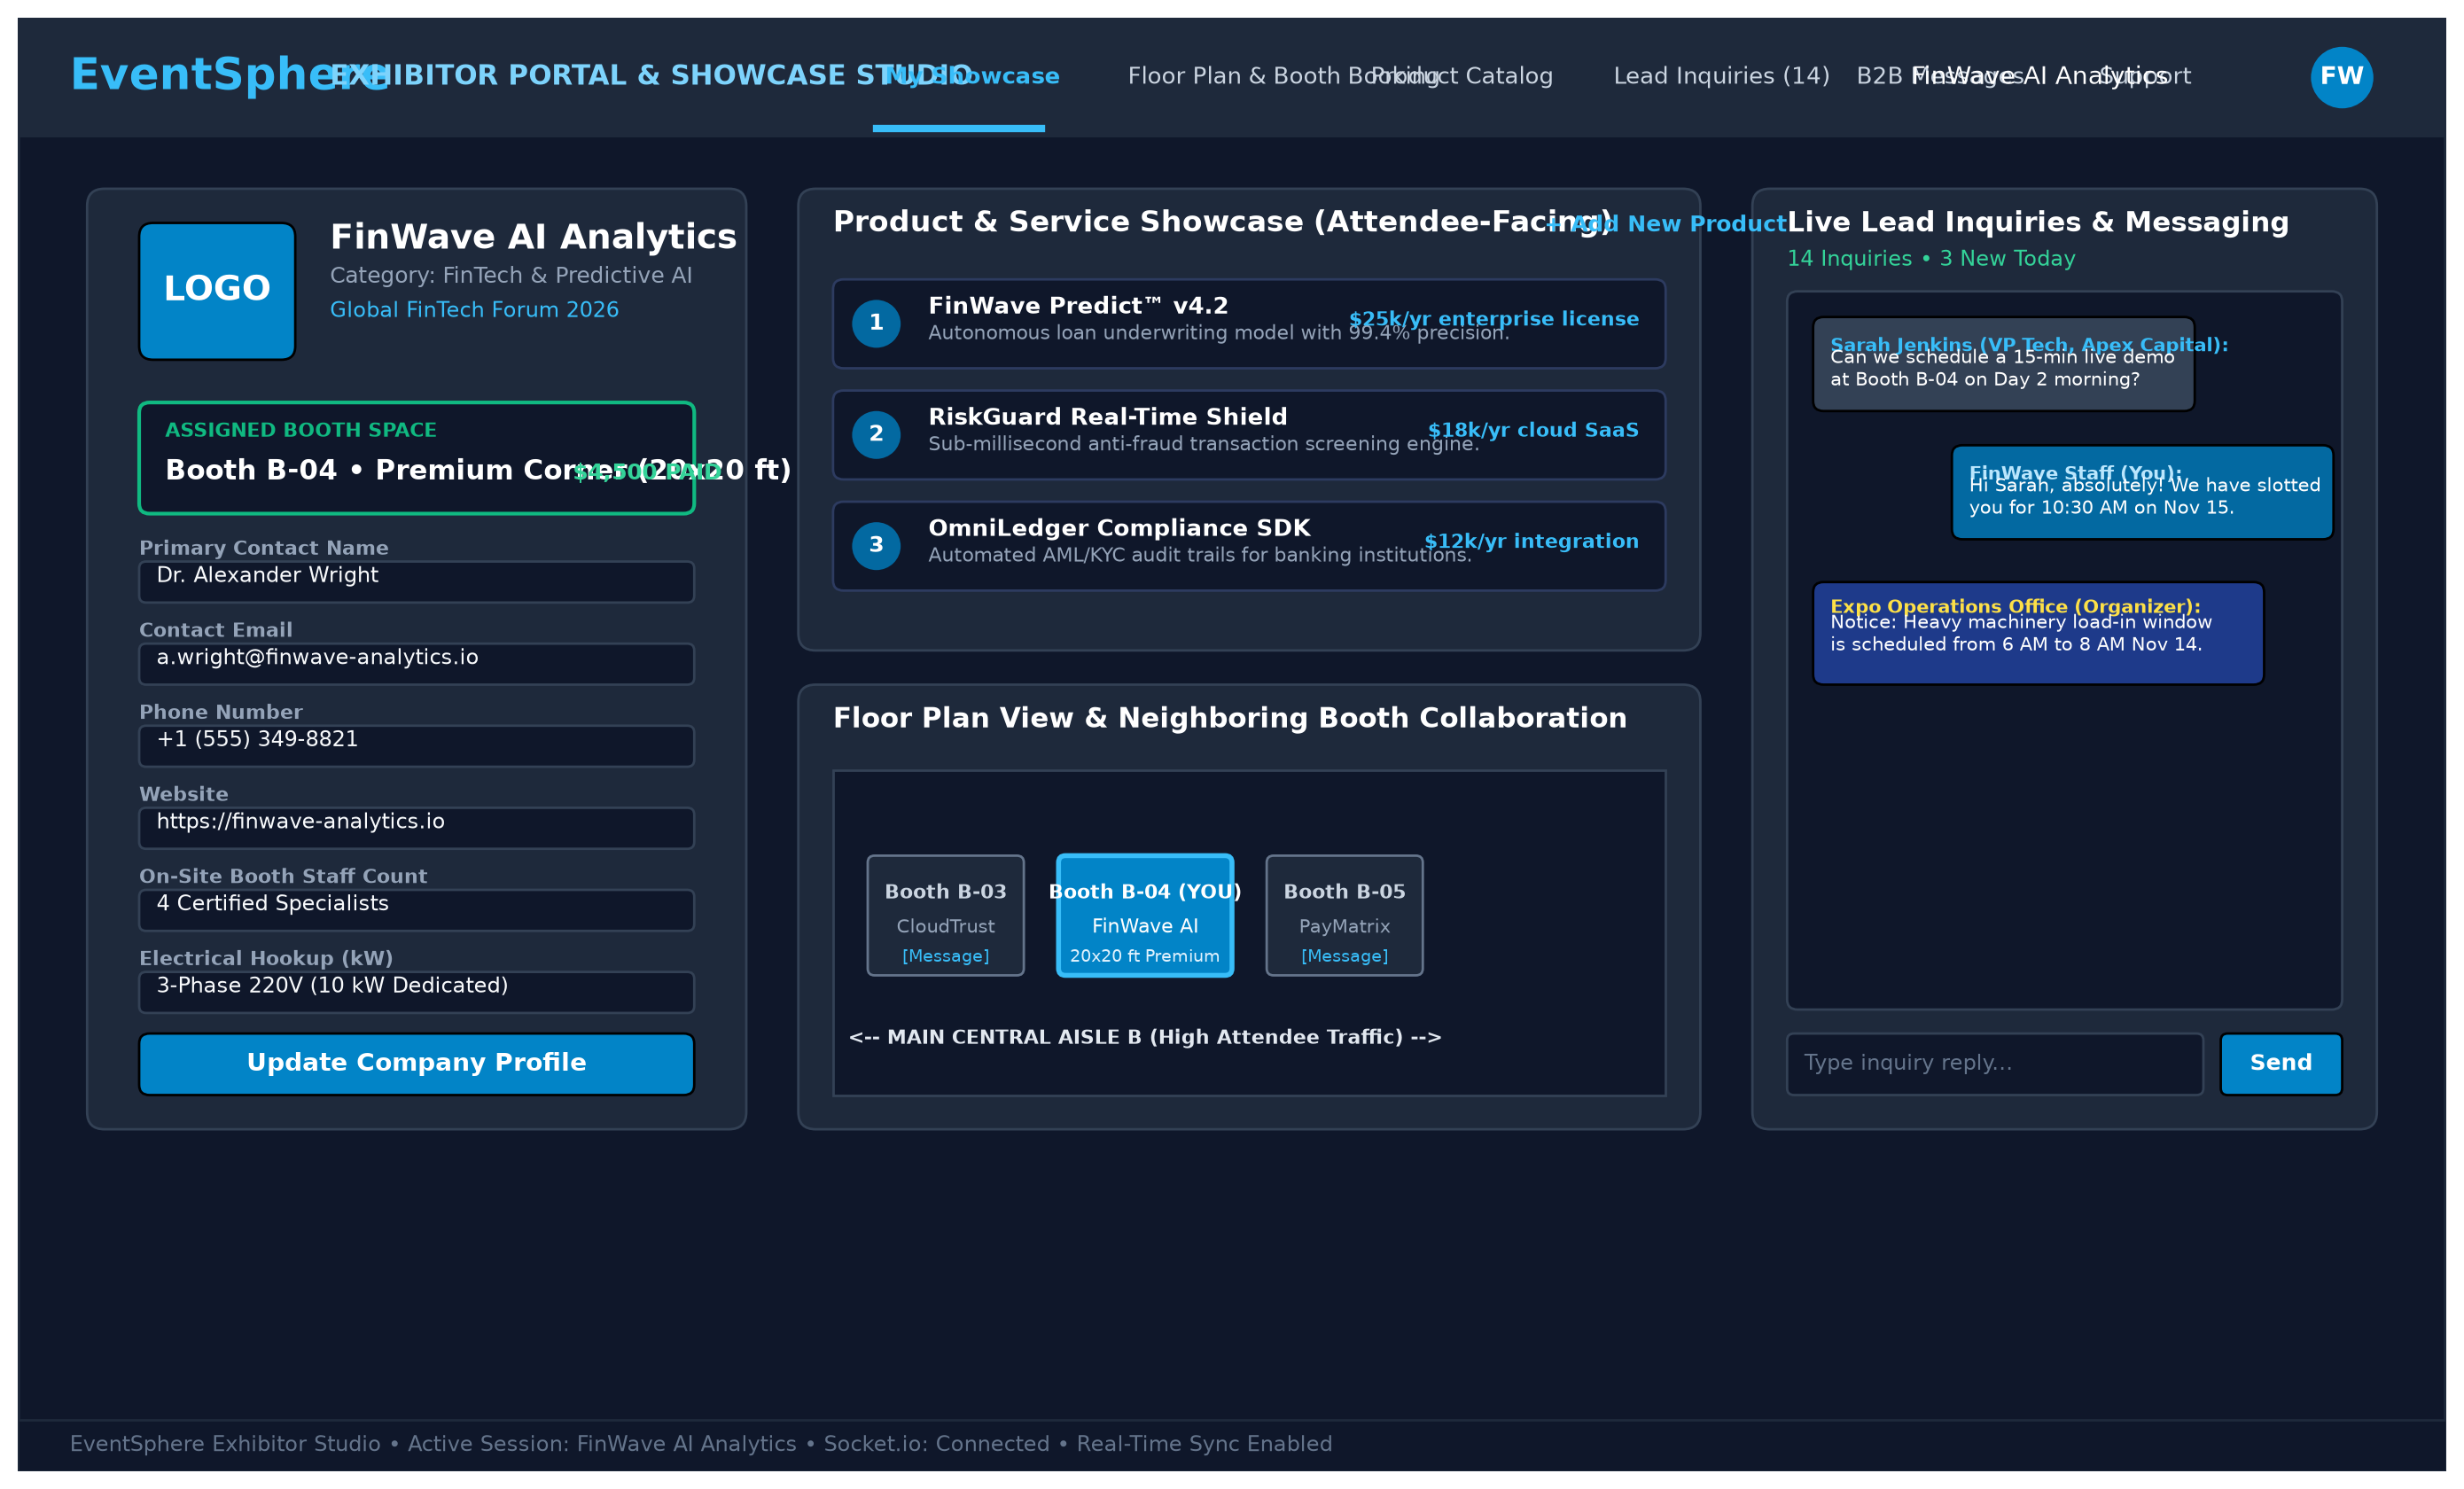 EventSphere
EXHIBITOR PORTAL & SHOWCASE STUDIO
My Showcase
Floor Plan & Booth Booking
Product Catalog
Lead Inquiries (14)
B2B Messages
Support
FinWave AI Analytics
FW
LOGO
FinWave AI Analytics
Category: FinTech & Predictive AI
Global FinTech Forum 2026
ASSIGNED BOOTH SPACE
Booth B-04 • Premium Corner (20x20 ft)
$4,500 PAID
Primary Contact Name
Dr. Alexander Wright
Contact Email
a.wright@finwave-analytics.io
Phone Number
+1 (555) 349-8821
Website
https://finwave-analytics.io
On-Site Booth Staff Count
4 Certified Specialists
Electrical Hookup (kW)
3-Phase 220V (10 kW Dedicated)
Update Company Profile
Product & Service Showcase (Attendee-Facing)
+ Add New Product
1
FinWave Predict™ v4.2
Autonomous loan underwriting model with 99.4% precision.
$25k/yr enterprise license
2
RiskGuard Real-Time Shield
Sub-millisecond anti-fraud transaction screening engine.
$18k/yr cloud SaaS
3
OmniLedger Compliance SDK
Automated AML/KYC audit trails for banking institutions.
$12k/yr integration
Floor Plan View & Neighboring Booth Collaboration
Booth B-03
CloudTrust
[Message]
Booth B-04 (YOU)
FinWave AI
20x20 ft Premium
Booth B-05
PayMatrix
[Message]
<-- MAIN CENTRAL AISLE B (High Attendee Traffic) -->
Live Lead Inquiries & Messaging
14 Inquiries • 3 New Today
Sarah Jenkins (VP Tech, Apex Capital):
Can we schedule a 15-min live demo
at Booth B-04 on Day 2 morning?
FinWave Staff (You):
Hi Sarah, absolutely! We have slotted
you for 10:30 AM on Nov 15.
Expo Operations Office (Organizer):
Notice: Heavy machinery load-in window
is scheduled from 6 AM to 8 AM Nov 14.
Type inquiry reply...
Send
EventSphere Exhibitor Studio • Active Session: FinWave AI Analytics • Socket.io: Connected • Real-Time Sync Enabled